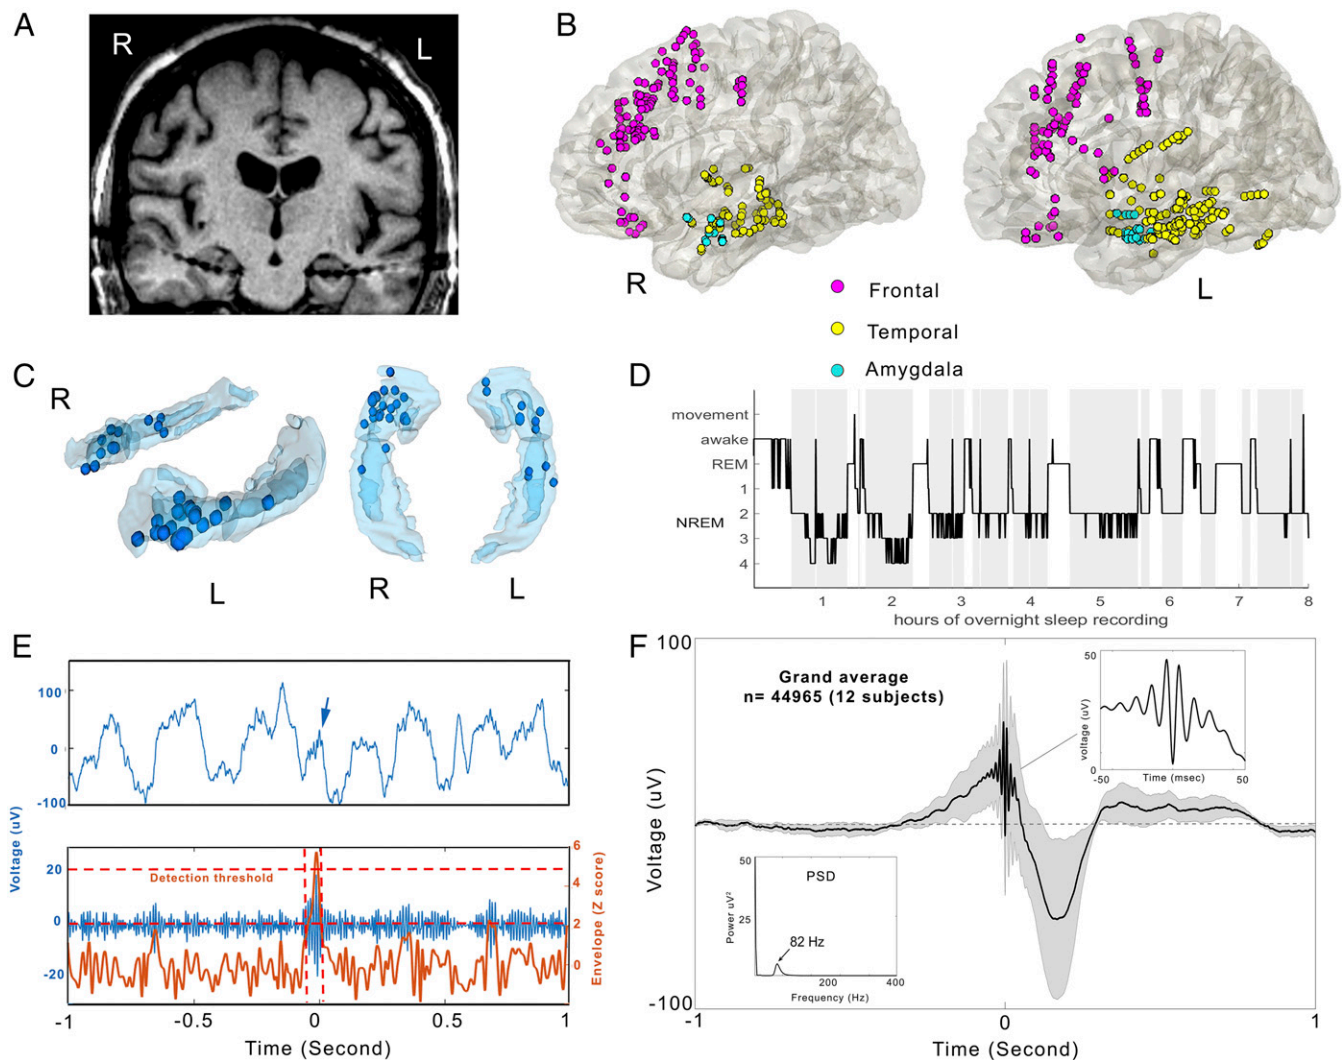 A
R
L
B
R
L
Frontal
Temporal
Amygdala
C
R
L
R
L
D
movement
awake
REM
1
NREM
2
3
4
1 2 3 4 5 6 7 8
hours of overnight sleep recording
E
100
0
-100
Voltage (uV)
20
0
-20
Detection threshold
6
4
2
0
Envelope (Z score)
-1 -0.5 0 0.5 1
Time (Second)
F
100
0
-100
Voltage (uV)
Grand average
n= 44965 (12 subjects)
50
0
voltage (uV)
-50 50
Time (msec)
50
25
Power uV²
PSD
82 Hz
200 400
Frequency (Hz)
-1 0 1
Time (Second)